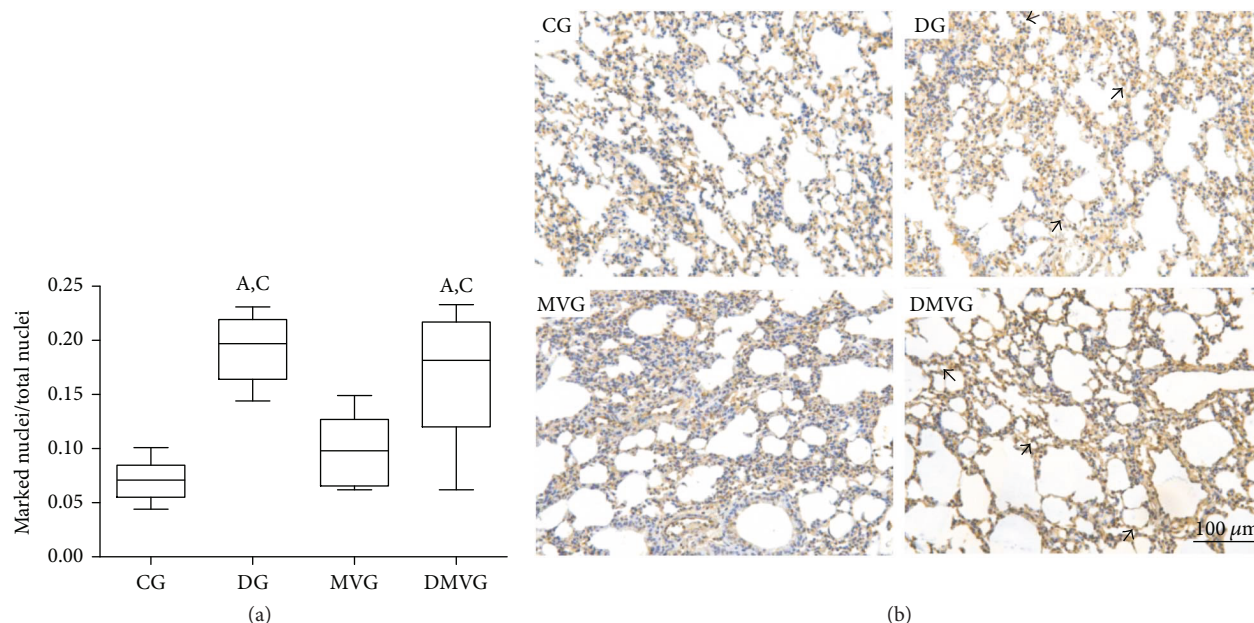 Marked nuclei/total nuclei
0.25
0.20
0.15
0.10
0.05
0.00
A,C
A,C
CG
DG
MVG
DMVG
(a)
CG
DG
MVG
DMVG
100 μm
(b)